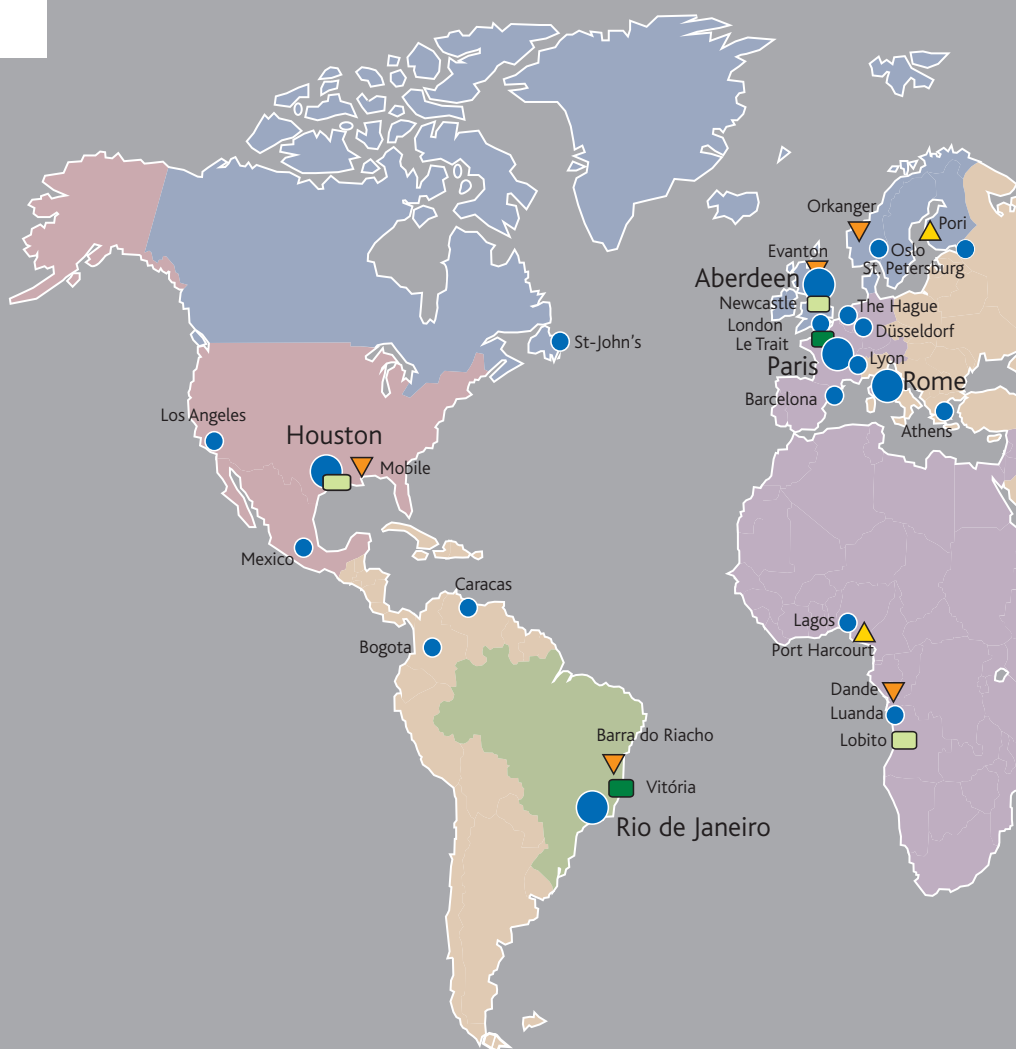 Orkanger
Pori
Evanton
Oslo
St. Petersburg
Aberdeen
Newcastle
The Hague
London
Düsseldorf
Le Trait
Paris
Lyon
Rome
Barcelona
Athens
St-John's
Los Angeles
Houston
Mobile
Mexico
Caracas
Bogota
Lagos
Port Harcourt
Dande
Luanda
Lobito
Barra do Riacho
Vitória
Rio de Janeiro